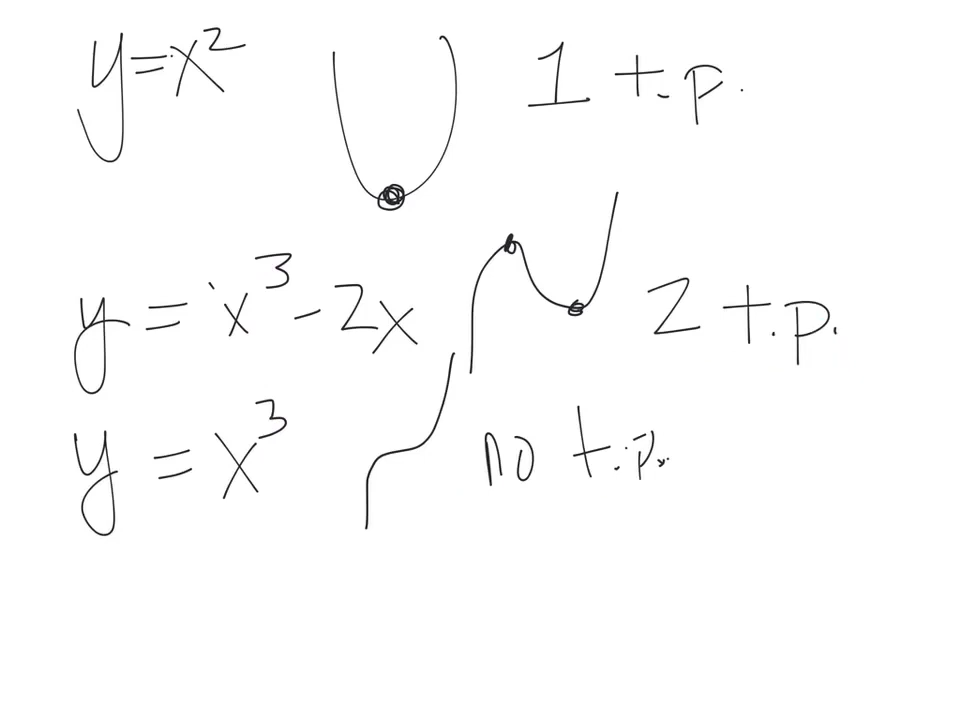 y=x² 1 t.p.
y = x³ - 2x 2 t.p.
y = x³ no t.p.